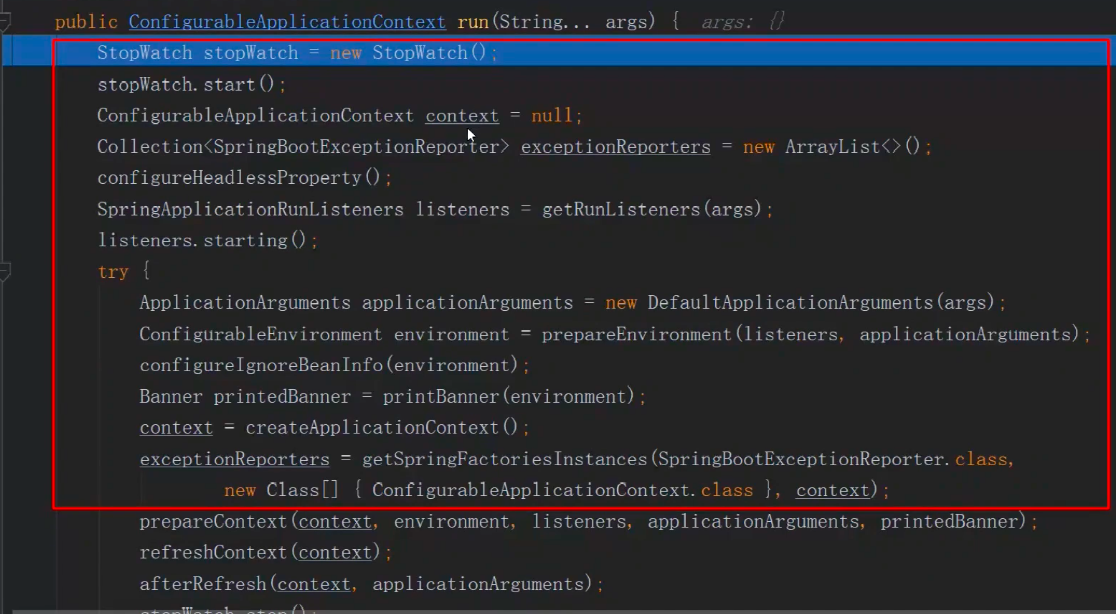 public ConfigurableApplicationContext run(String... args) {  args: {}
StopWatch stopWatch = new StopWatch();
stopWatch.start();
ConfigurableApplicationContext context = null;
Collection<SpringBootExceptionReporter> exceptionReporters = new ArrayList<>();
configureHeadlessProperty();
SpringApplicationRunListeners listeners = getRunListeners(args);
listeners.starting();
try {
ApplicationArguments applicationArguments = new DefaultApplicationArguments(args);
ConfigurableEnvironment environment = prepareEnvironment(listeners, applicationArguments);
configureIgnoreBeanInfo(environment);
Banner printedBanner = printBanner(environment);
context = createApplicationContext();
exceptionReporters = getSpringFactoriesInstances(SpringBootExceptionReporter.class,
new Class[] { ConfigurableApplicationContext.class }, context);
prepareContext(context, environment, listeners, applicationArguments, printedBanner);
refreshContext(context);
afterRefresh(context, applicationArguments);
stopWatch.stop();